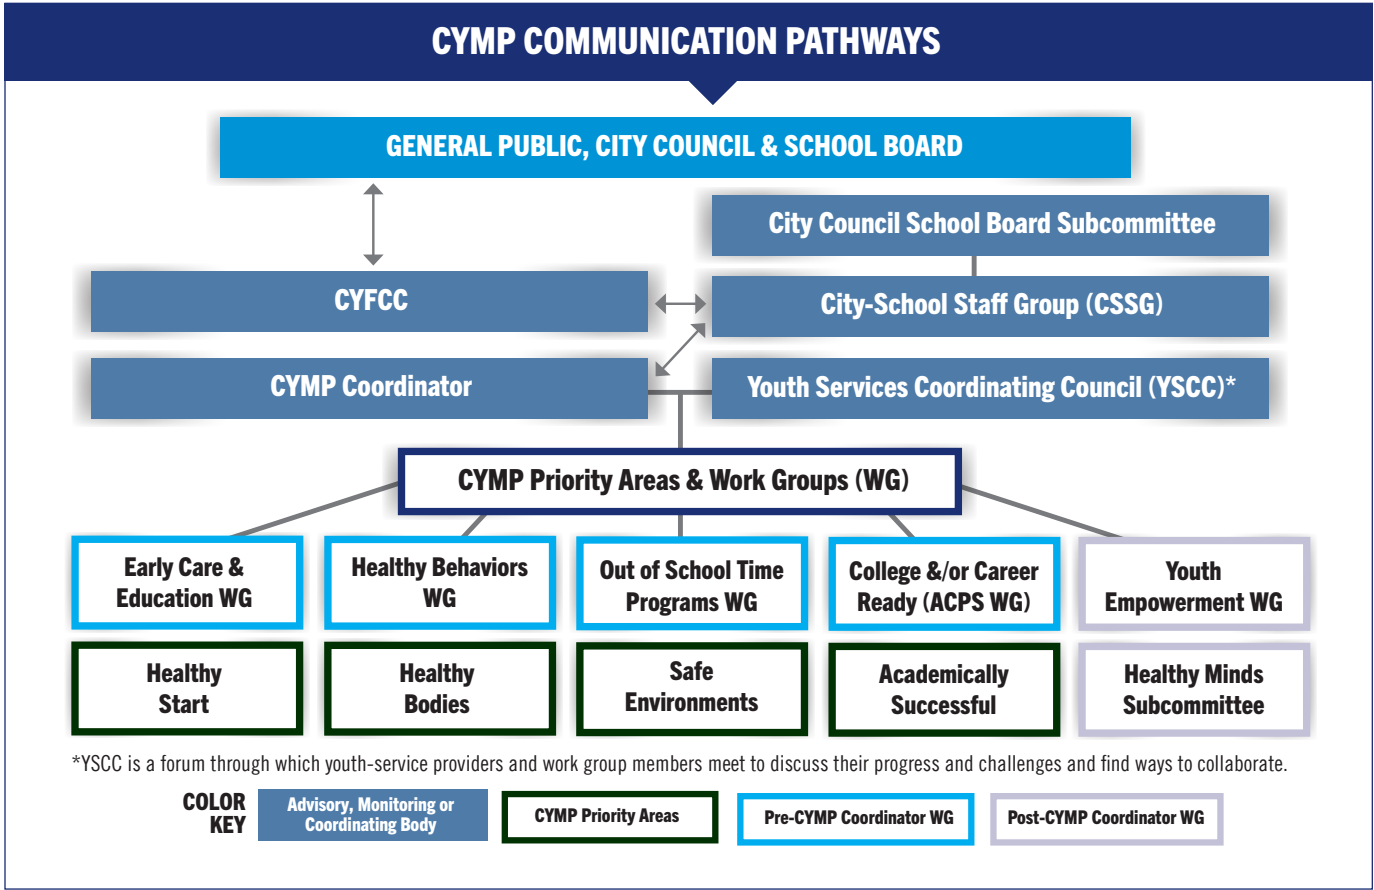 CYMP COMMUNICATION PATHWAYS
GENERAL PUBLIC, CITY COUNCIL & SCHOOL BOARD
City Council School Board Subcommittee
CYFCC
City-School Staff Group (CSSG)
CYMP Coordinator
Youth Services Coordinating Council (YSCC)*
CYMP Priority Areas & Work Groups (WG)
Early Care &
Education WG
Healthy Behaviors
WG
Out of School Time
Programs WG
College &/or Career
Ready (ACPS WG)
Youth
Empowerment WG
Healthy
Start
Healthy
Bodies
Safe
Environments
Academically
Successful
Healthy Minds
Subcommittee
*YSCC is a forum through which youth-service providers and work group members meet to discuss their progress and challenges and find ways to collaborate.
COLOR
KEY
Advisory, Monitoring or
Coordinating Body
CYMP Priority Areas
Pre-CYMP Coordinator WG
Post-CYMP Coordinator WG